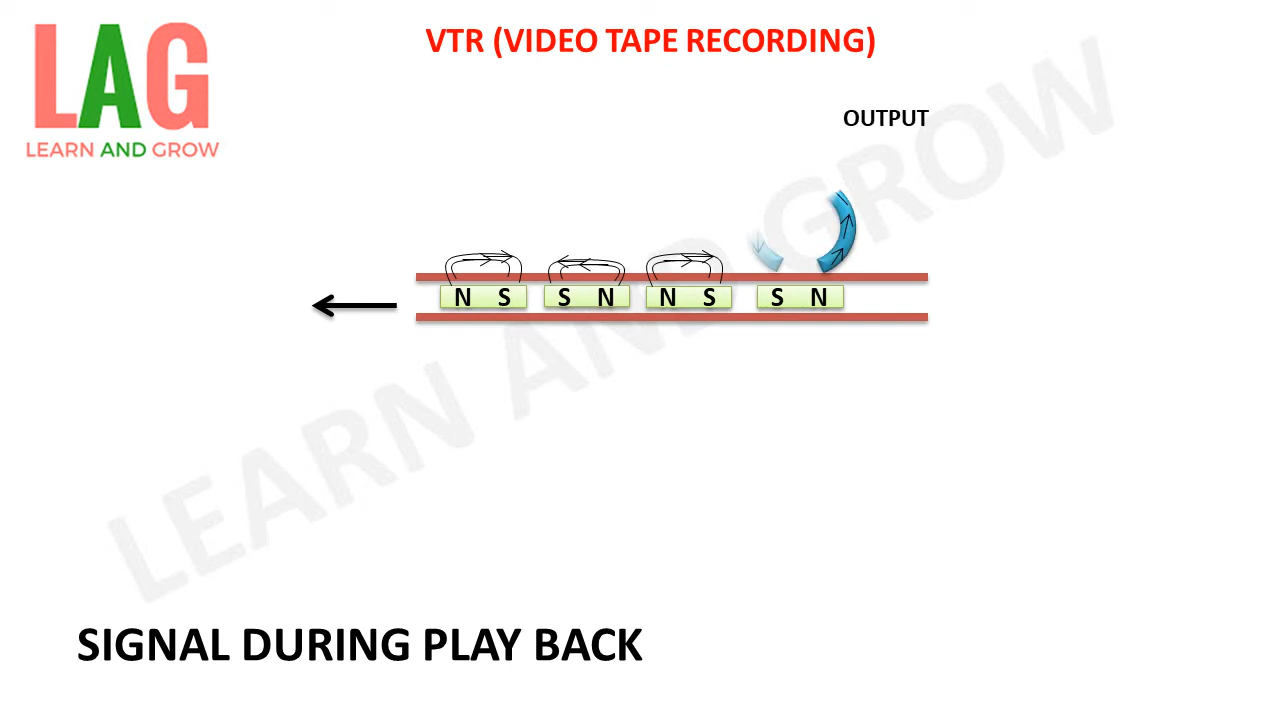 LAG
LEARN AND GROW
VTR (VIDEO TAPE RECORDING)
OUTPUT
N S S N N S S N
LEARN AND GROW
SIGNAL DURING PLAY BACK